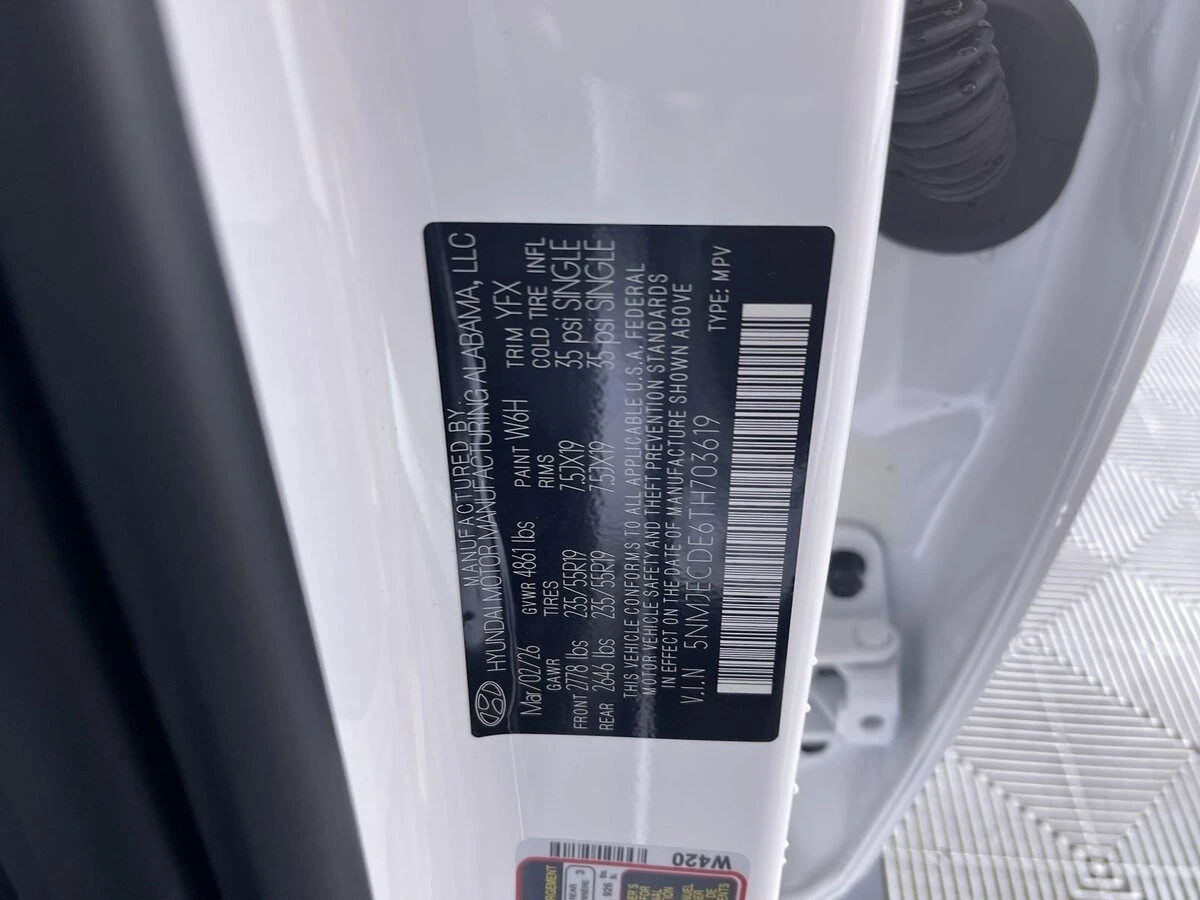 MANUFACTURED BY
HYUNDAI MOTOR MANUFACTURING ALABAMA, LLC
Mar/02/26 GVWR 4861 lbs PAINT W6H TRIM YFX
GAWR TIRES RIMS COLD TIRE INFL
FRONT 2778 lbs 235/55R19 7.5JX19 35 psi SINGLE
REAR 2646 lbs 235/55R19 7.5JX19 35 psi SINGLE
THIS VEHICLE CONFORMS TO ALL APPLICABLE U.S.A. FEDERAL
MOTOR VEHICLE SAFETY AND THEFT PREVENTION STANDARDS
IN EFFECT ON THE DATE OF MANUFACTURE SHOWN ABOVE
V.I.N 5NMJECDE6TH703619
TYPE: MPV
W420